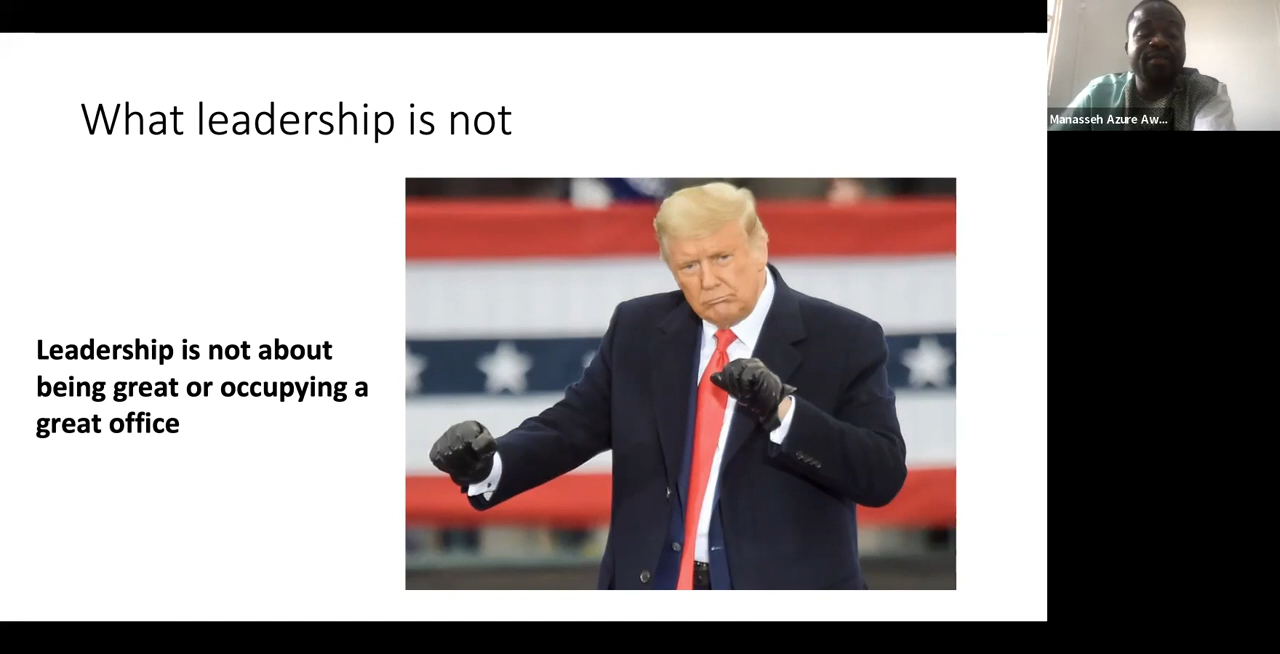 What leadership is not
Leadership is not about
being great or occupying a
great office
Manasseh Azure Aw...